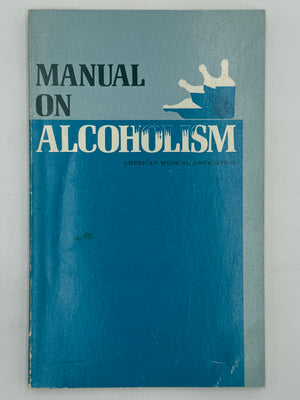 MANUAL
ON
ALCOHOLISM
AMERICAN MEDICAL ASSOCIATION